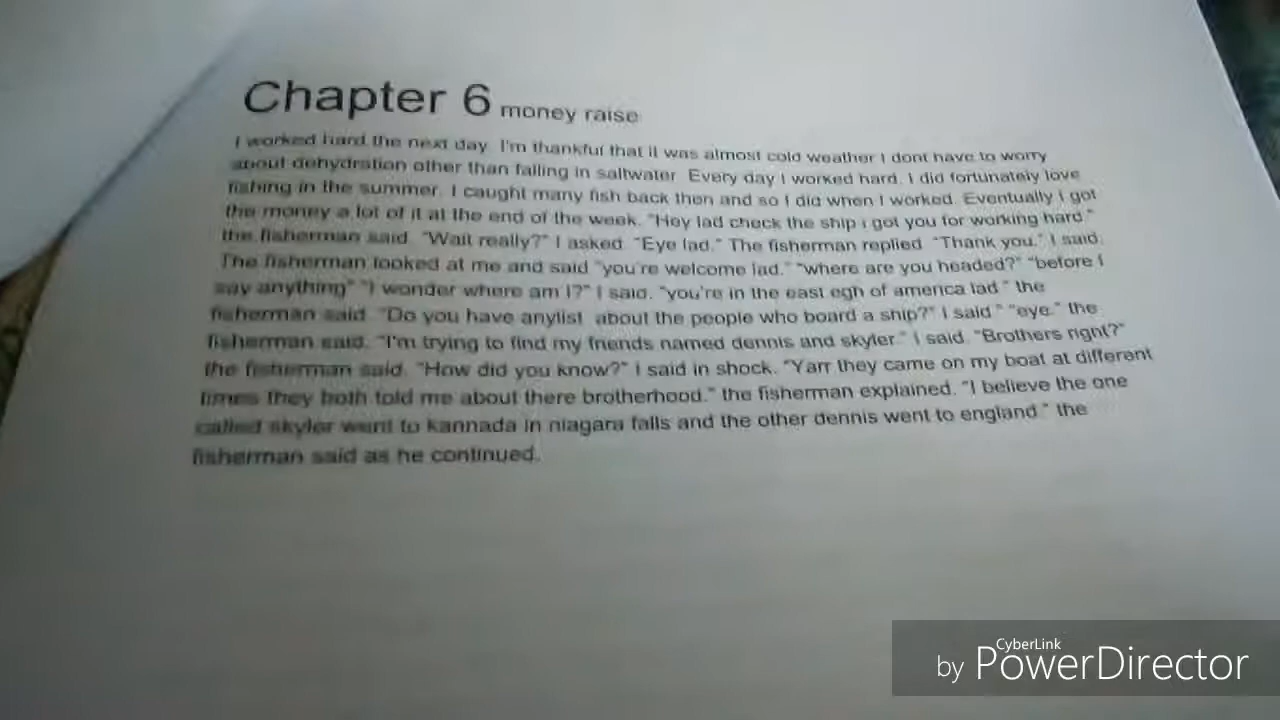 Chapter 6 money raise
I worked hard the next day. I'm thankful that it was almost cold weather I dont have to worry
about dehydration other than falling in saltwater. Every day I worked hard. I did fortunately love
fishing in the summer. I caught many fish back then and so I did when I worked. Eventually I got
the money a lot of it at the end of the week. "Hey lad check the ship i got you for working hard."
the fisherman said. "Wait really?" I asked. "Eye lad." The fisherman replied. "Thank you." I said.
The fisherman looked at me and said "you're welcome lad." "where are you headed?" "before I
say anything" "I wonder where am I?" I said. "you're in the east egh of america lad." the
fisherman said. "Do you have anylist about the people who board a ship?" I said." "eye." the
fisherman said. "I'm trying to find my friends named dennis and skyler." I said. "Brothers right?"
the fisherman said. "How did you know?" I said in shock. "Yarr they came on my boat at different
times they both told me about there brotherhood." the fisherman explained. "I believe the one
called skyler went to kannada in niagara falls and the other dennis went to england." the
fisherman said as he continued.
CyberLink
by PowerDirector